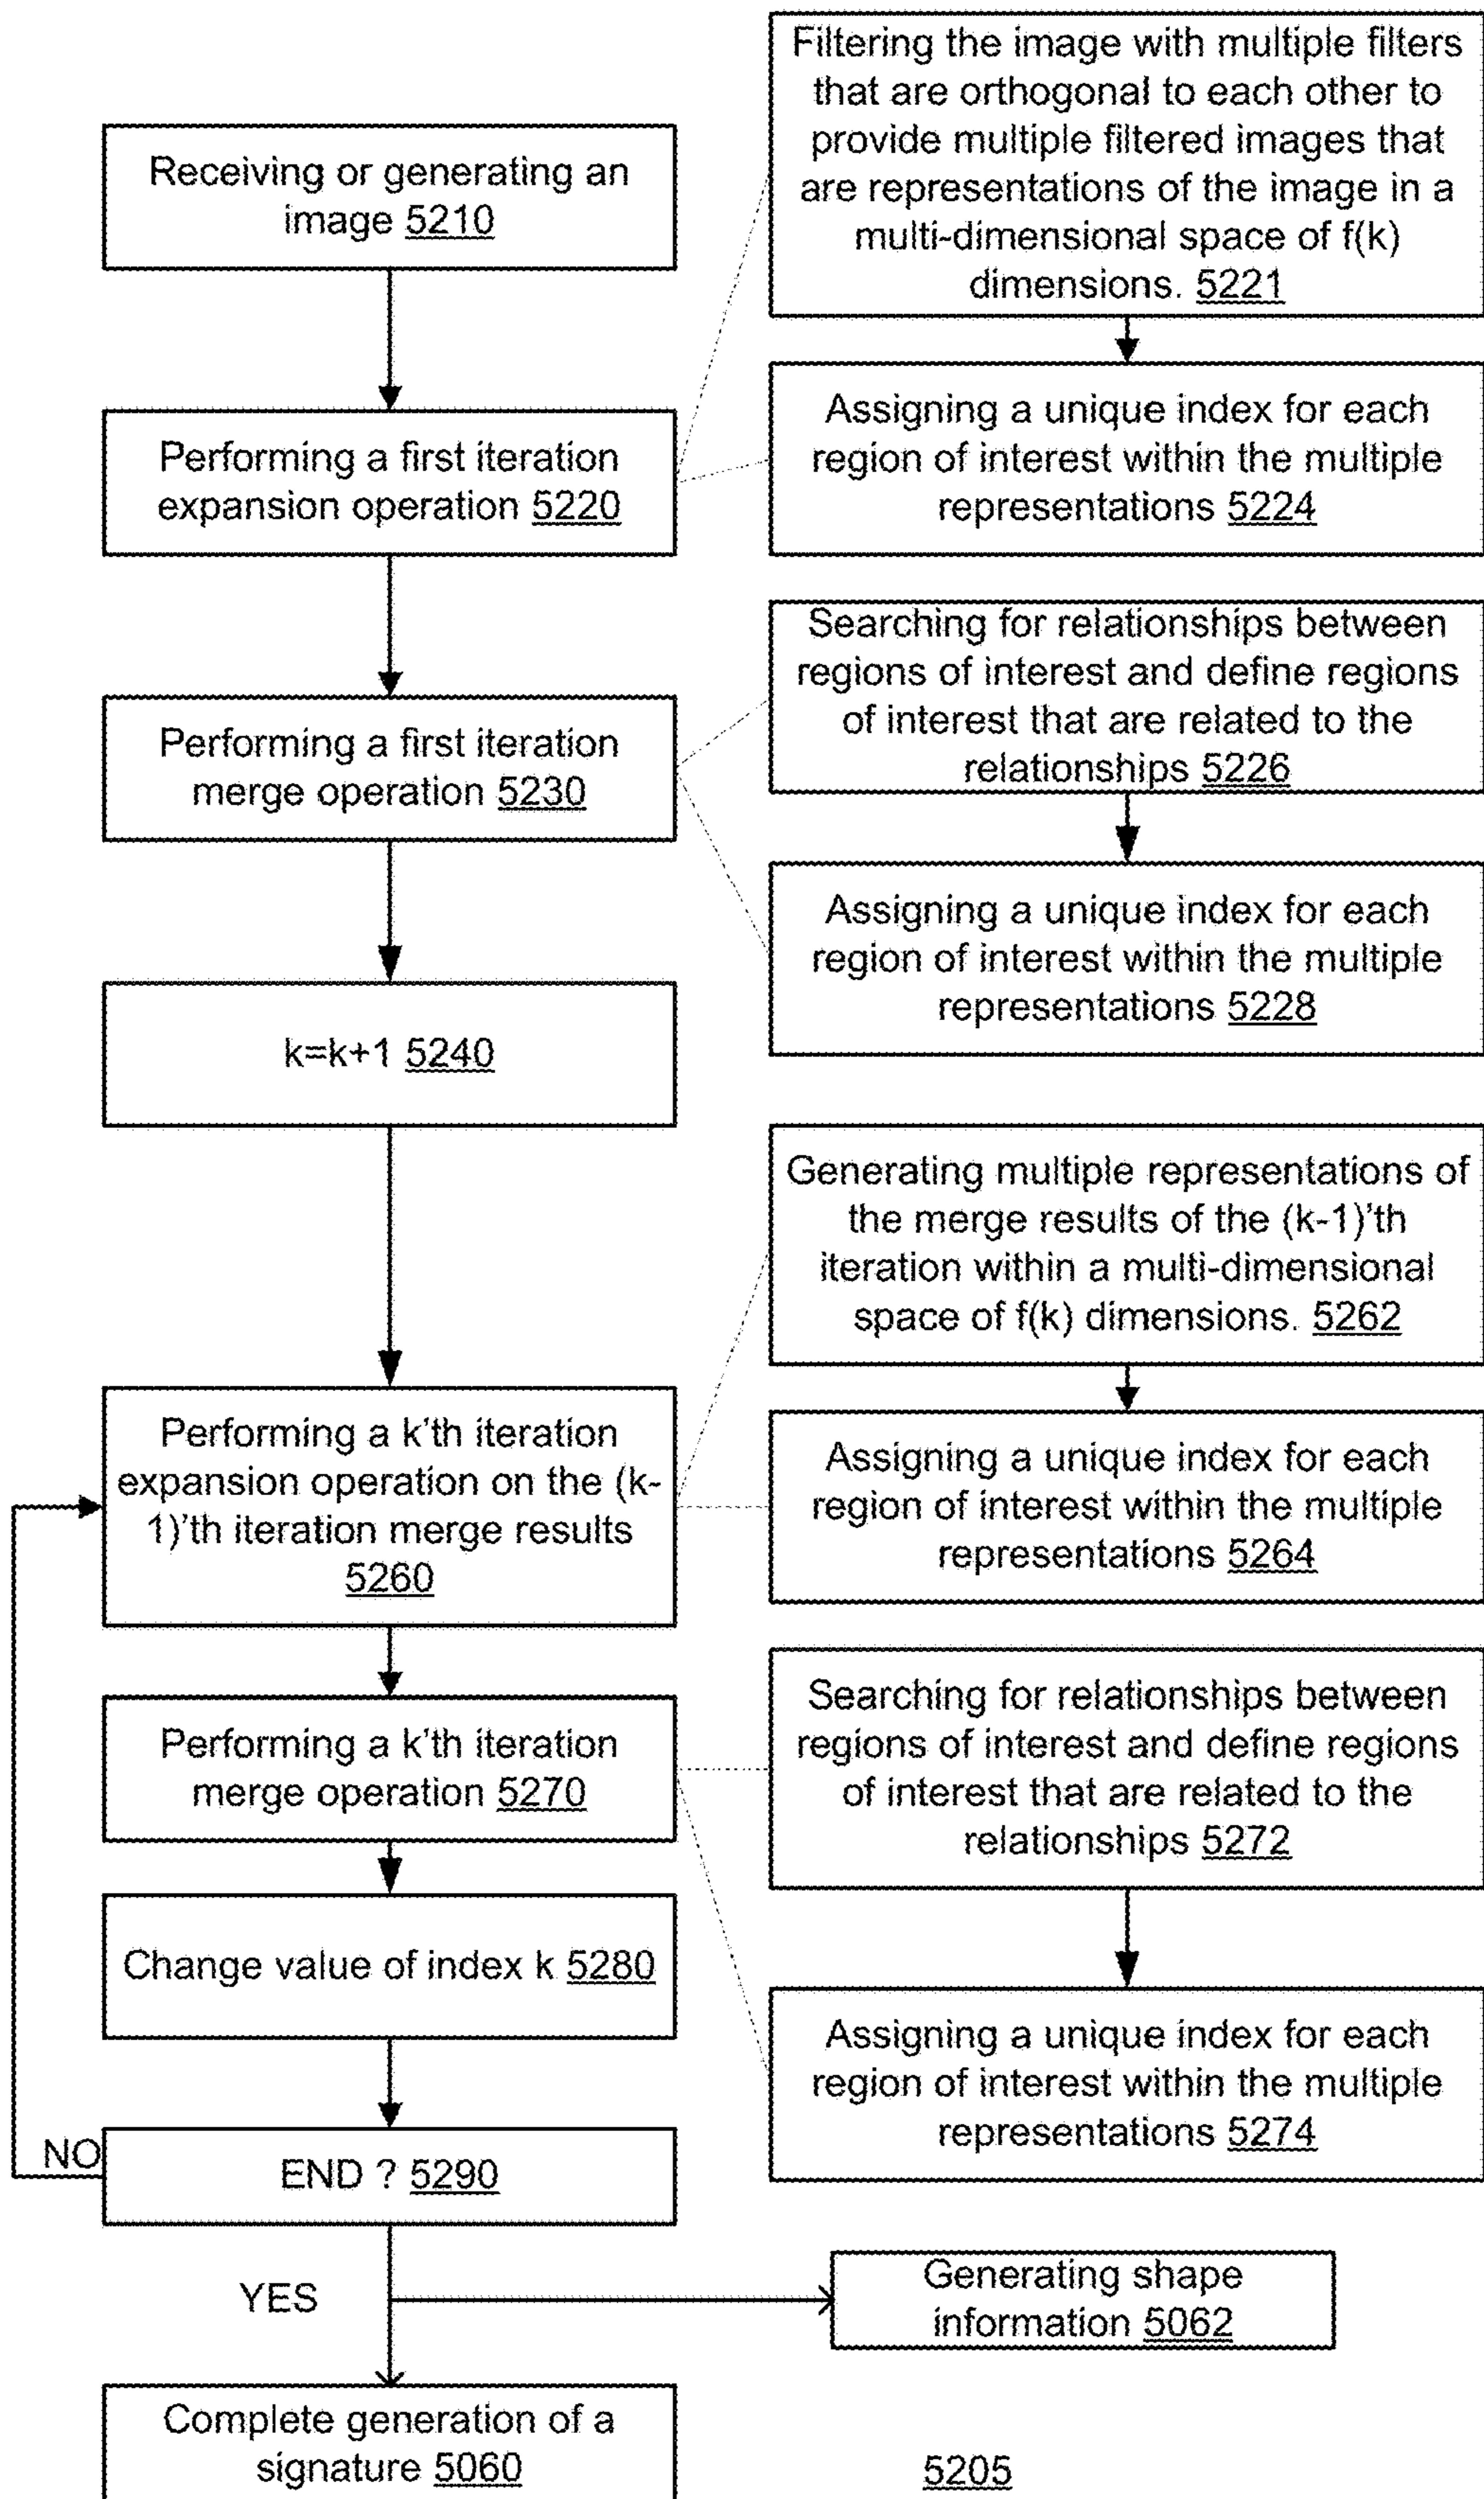 Receiving or generating an
image 5210
Filtering the image with multiple filters
that are orthogonal to each other to
provide multiple filtered images that
are representations of the image in a
multi-dimensional space of f(k)
dimensions. 5221
Performing a first iteration
expansion operation 5220
Assigning a unique index for each
region of interest within the multiple
representations 5224
Performing a first iteration
merge operation 5230
Searching for relationships between
regions of interest and define regions
of interest that are related to the
relationships 5226
Assigning a unique index for each
region of interest within the multiple
representations 5228
k=k+1 5240
Generating multiple representations of
the merge results of the (k-1)'th
iteration within a multi-dimensional
space of f(k) dimensions. 5262
Performing a k'th iteration
expansion operation on the (k-
1)'th iteration merge results
5260
Assigning a unique index for each
region of interest within the multiple
representations 5264
Performing a k'th iteration
merge operation 5270
Searching for relationships between
regions of interest and define regions
of interest that are related to the
relationships 5272
Change value of index k 5280
Assigning a unique index for each
region of interest within the multiple
representations 5274
NO
END ? 5290
YES
Generating shape
information 5062
Complete generation of a
signature 5060
5205